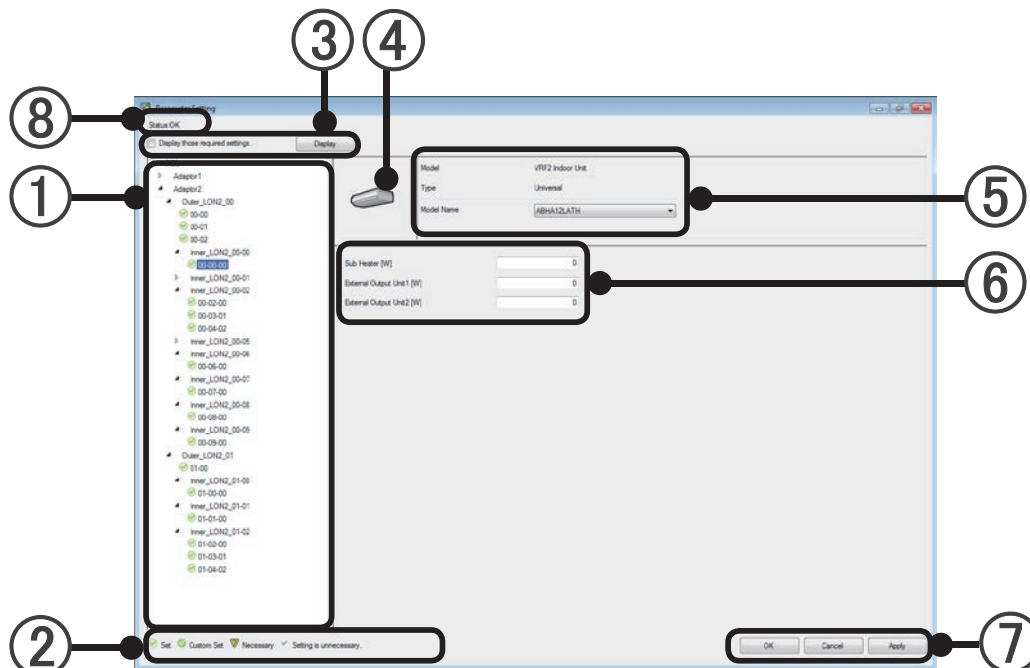 ③ ④
⑧
Parameter Setting
Status:OK
Display those required settings. Display
①
Adaptor1
Adaptor2
Outer_LON2_00
00-00
00-01
00-02
inner_LON2_00-00
00-00-00
inner_LON2_00-01
inner_LON2_00-02
00-02-00
00-03-01
00-04-02
inner_LON2_00-05
inner_LON2_00-06
00-06-00
inner_LON2_00-07
00-07-00
inner_LON2_00-08
00-08-00
inner_LON2_00-09
00-09-00
Outer_LON2_01
01-00
inner_LON2_01-00
01-00-00
inner_LON2_01-01
01-01-00
inner_LON2_01-02
01-02-00
01-03-01
01-04-02
Model VRF2 Indoor Unit
Type Universal
Model Name ABHA12LATH
⑤
Sub Heater [W] 0
External Output Unit1 [W] 0
External Output Unit2 [W] 0
⑥
②
Set Custom Set Necessary Setting is unnecessary.
OK Cancel Apply
⑦